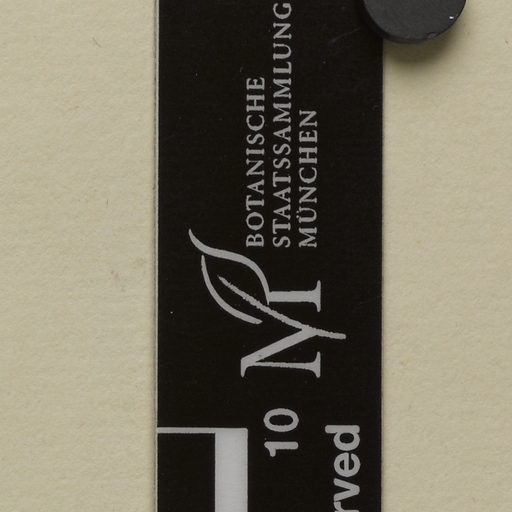 BOTANISCHE
STAATSSAMMLUNG
MÜNCHEN
M
10
rved